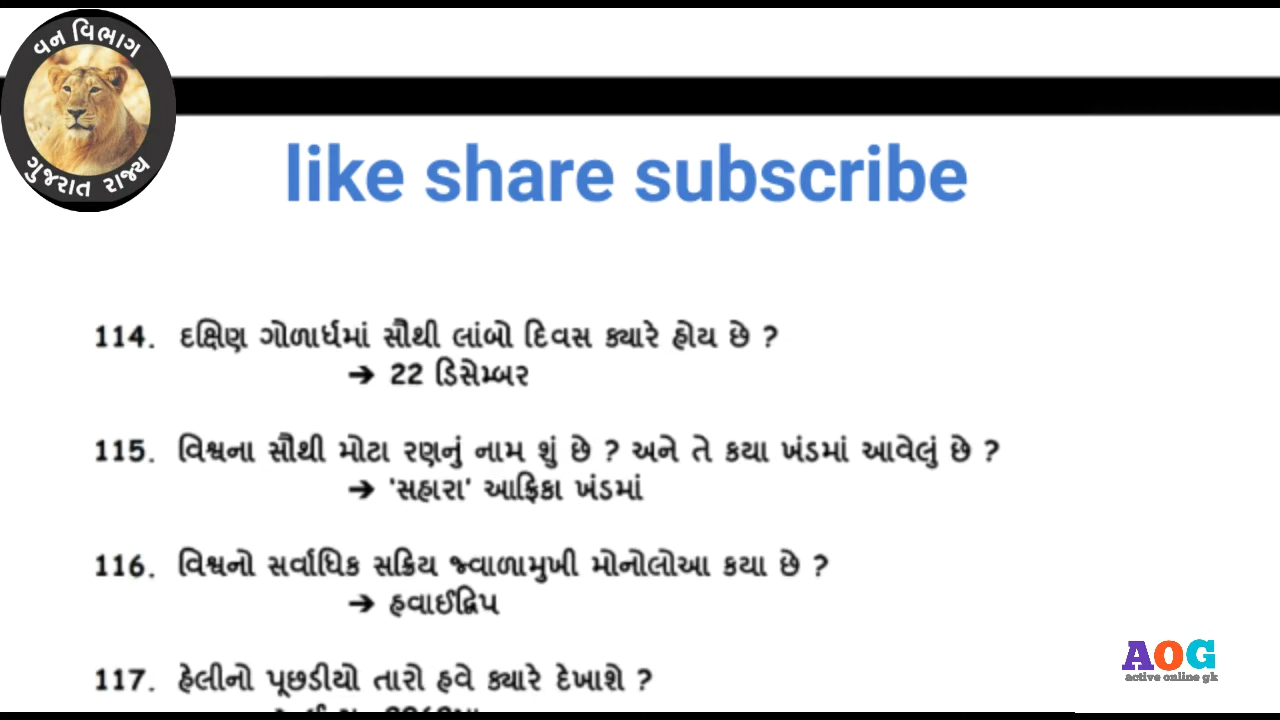 વન વિભાગ
ગુજરાત રાજ્ય
like share subscribe
114. દક્ષિણ ગોળાર્ધમાં સૌથી લાંબો દિવસ ક્યારે હોય છે ?
➔ 22 ડિસેમ્બર
115. વિશ્વના સૌથી મોટા રણનું નામ શું છે ? અને તે કયા ખંડમાં આવેલું છે ?
➔ 'સહારા' આફ્રિકા ખંડમાં
116. વિશ્વનો સર્વાધિક સક્રિય જ્વાળામુખી મોનોલોઆ કયા છે ?
➔ હવાઈદ્વિપ
117. હેલીનો પૂછડીયો તારો હવે ક્યારે દેખાશે ?
AOG
active online gk